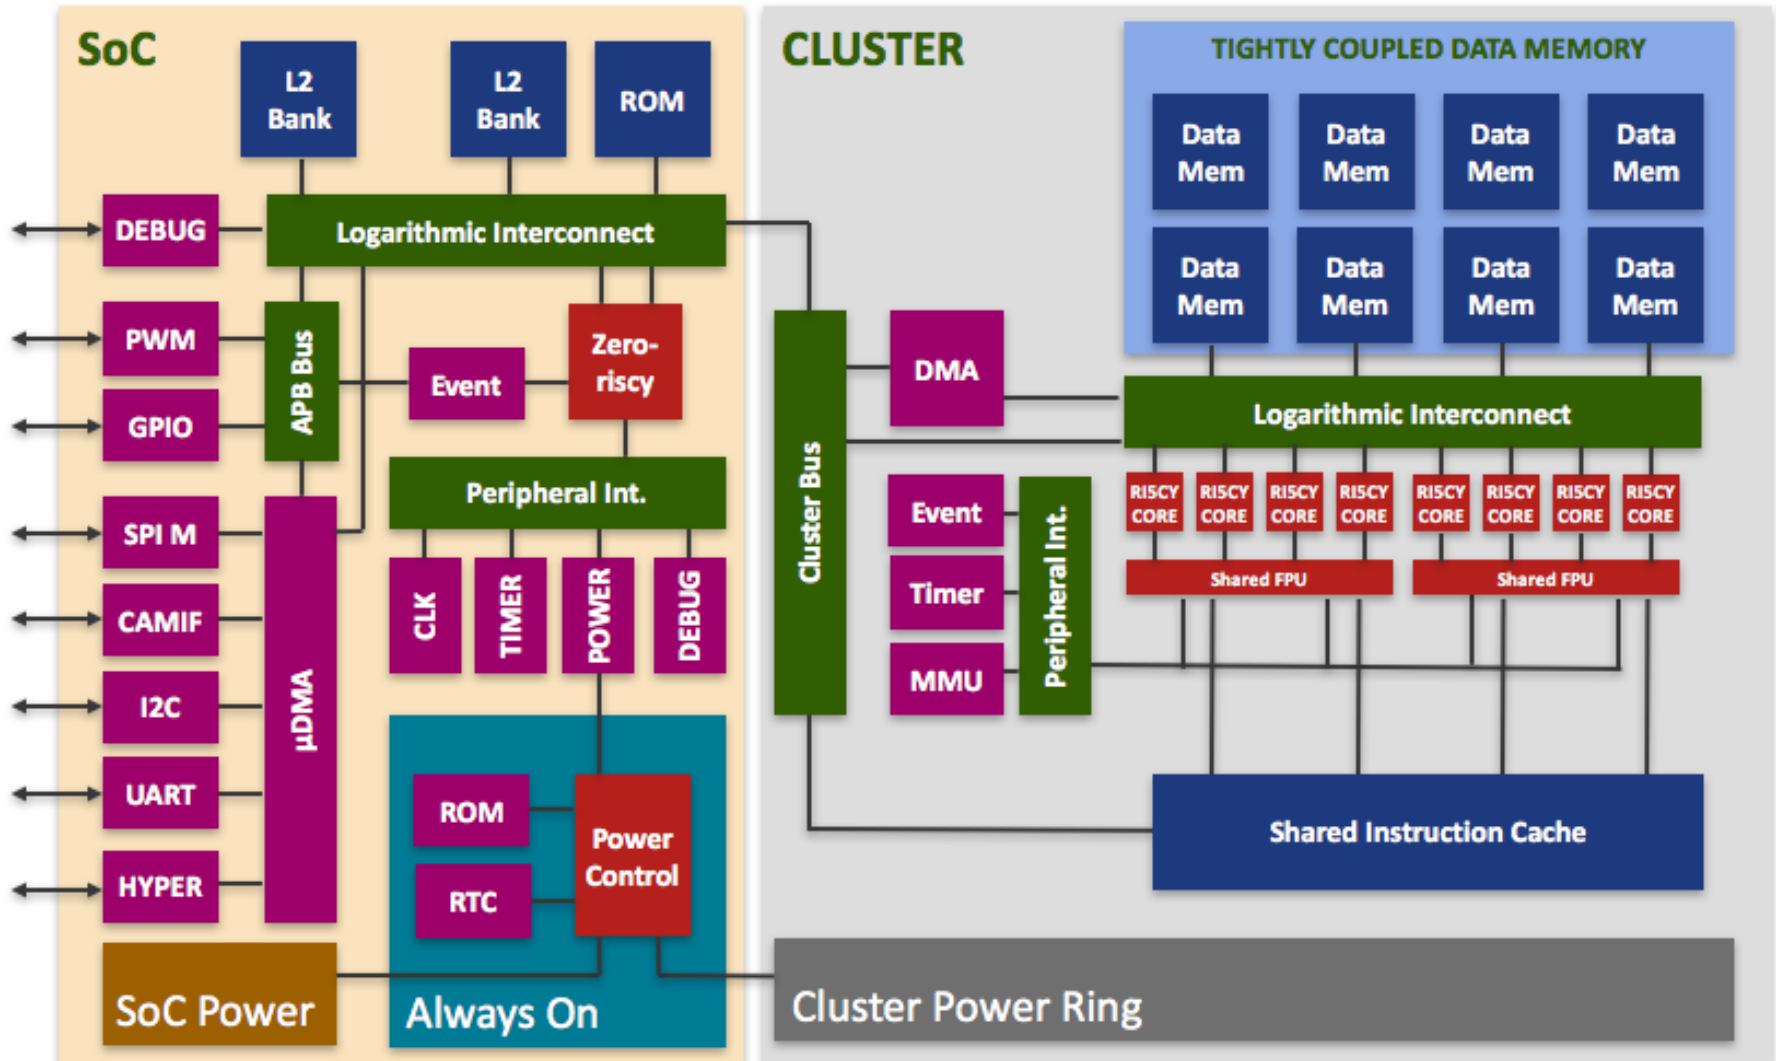 SoC
L2
Bank
L2
Bank
ROM
DEBUG
Logarithmic Interconnect
PWM
GPIO
APB Bus
Event
Zero-
riscy
Peripheral Int.
SPI M
CAMIF
I2C
UART
HYPER
µDMA
CLK
TIMER
POWER
DEBUG
ROM
RTC
Power
Control
SoC Power
Always On
CLUSTER
TIGHTLY COUPLED DATA MEMORY
Data
Mem
Data
Mem
Data
Mem
Data
Mem
Data
Mem
Data
Mem
Data
Mem
Data
Mem
Cluster Bus
DMA
Logarithmic Interconnect
RI5CY
CORE
RI5CY
CORE
RI5CY
CORE
RI5CY
CORE
RI5CY
CORE
RI5CY
CORE
RI5CY
CORE
RI5CY
CORE
Shared FPU
Shared FPU
Event
Timer
MMU
Peripheral Int.
Shared Instruction Cache
Cluster Power Ring